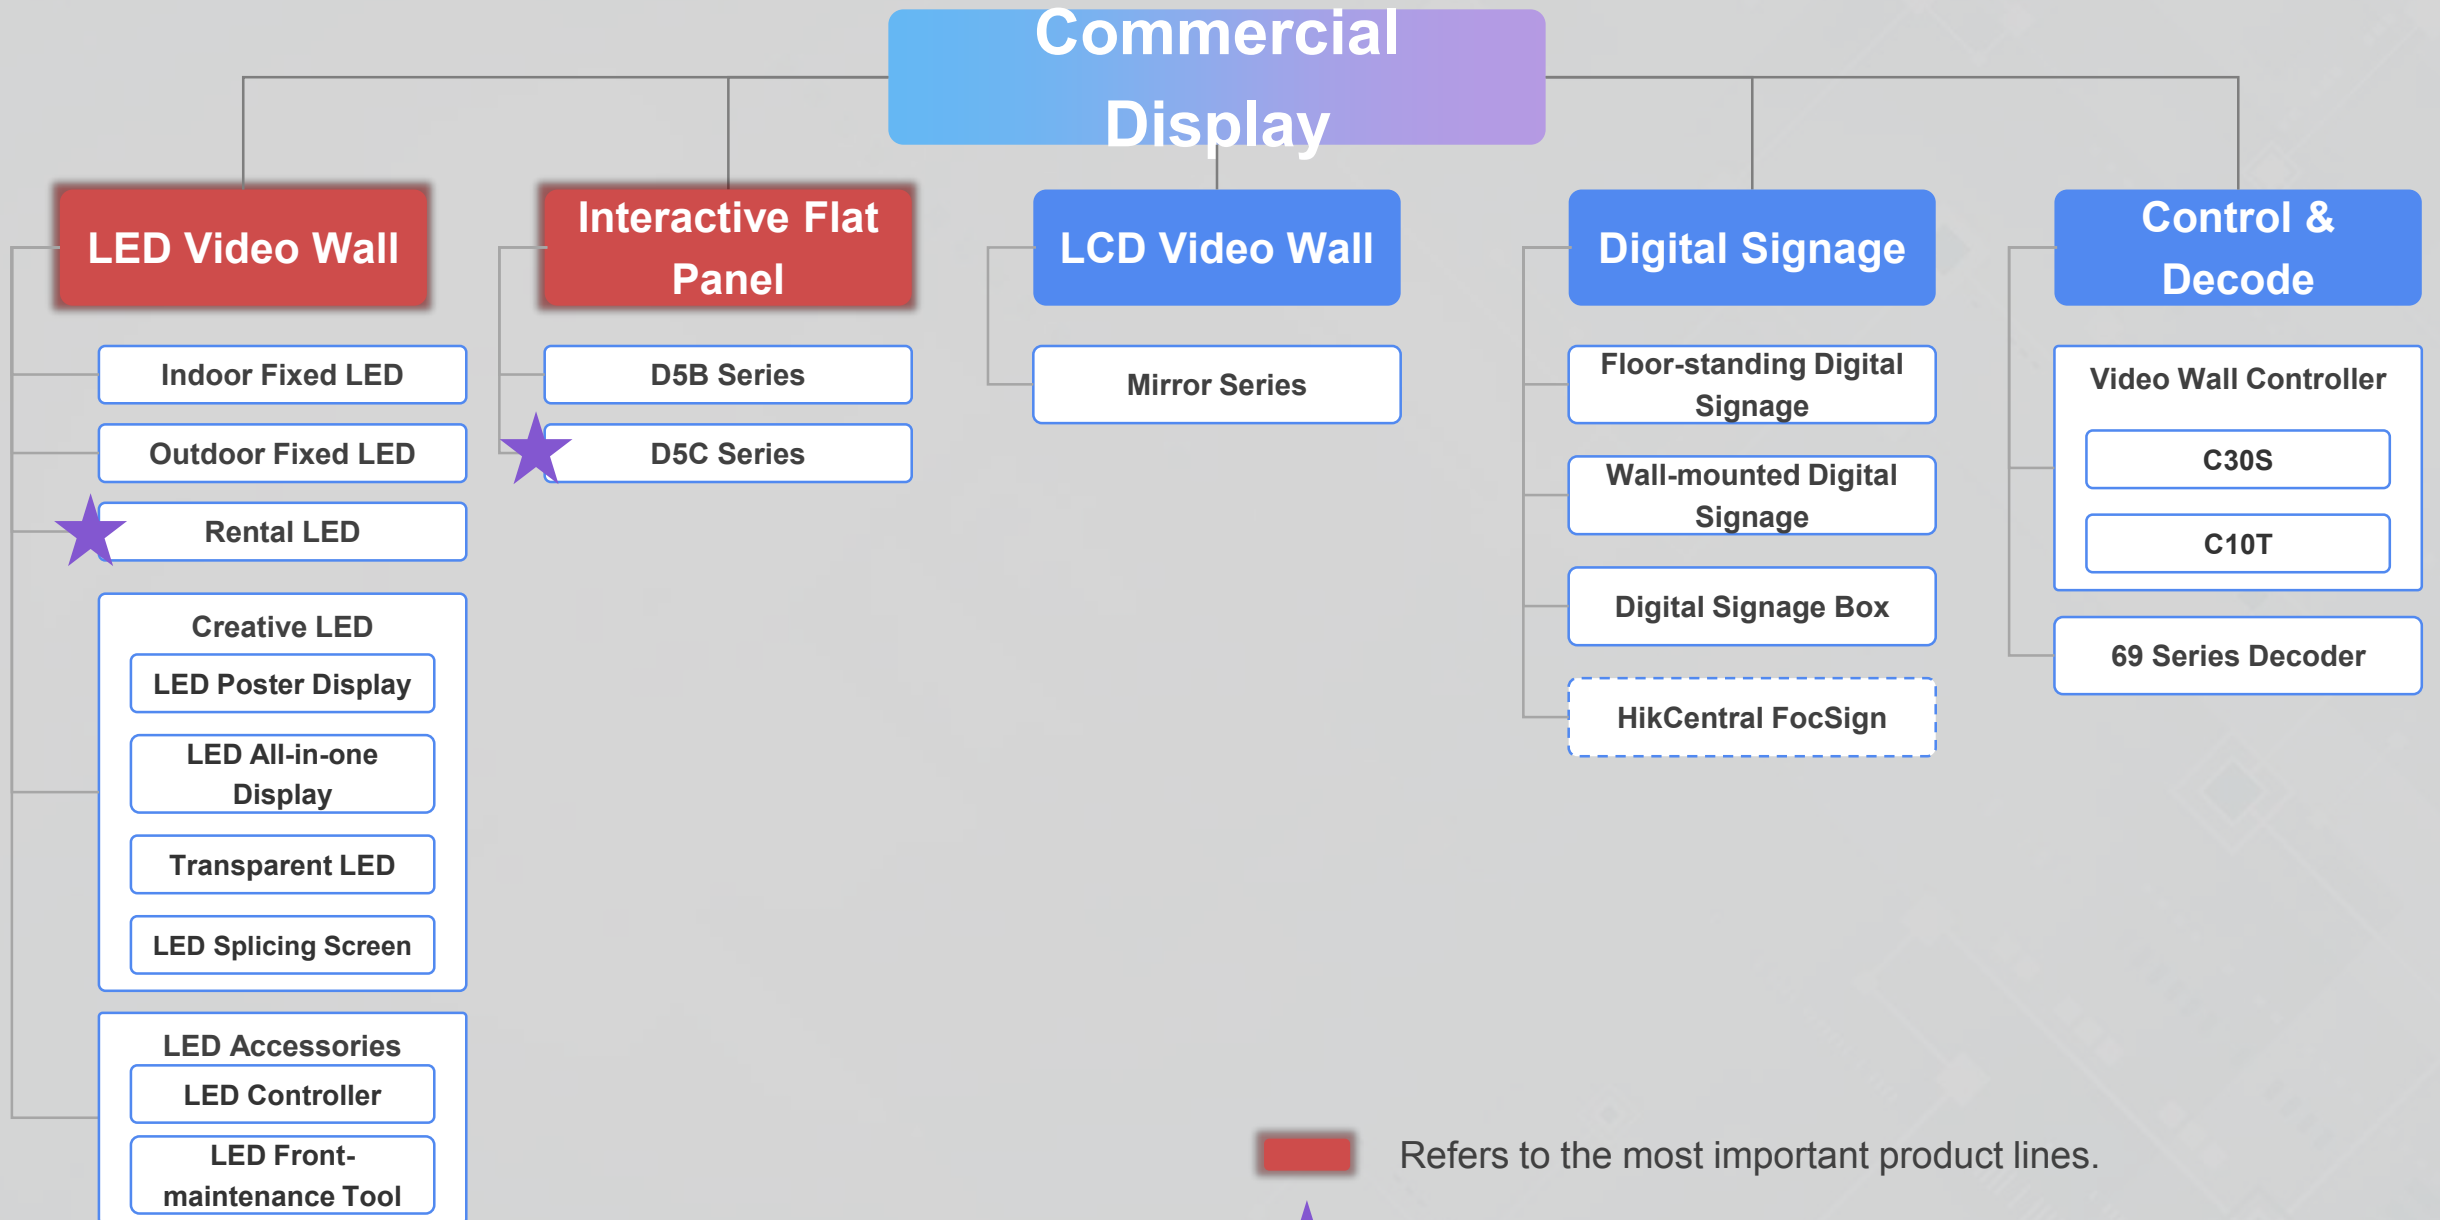 Commercial
Display
LED Video Wall
Indoor Fixed LED
Outdoor Fixed LED
Rental LED
Creative LED
LED Poster Display
LED All-in-one
Display
Transparent LED
LED Splicing Screen
LED Accessories
LED Controller
LED Front-
maintenance Tool
Interactive Flat
Panel
D5B Series
D5C Series
LCD Video Wall
Mirror Series
Digital Signage
Floor-standing Digital
Signage
Wall-mounted Digital
Signage
Digital Signage Box
HikCentral FocSign
Control &
Decode
Video Wall Controller
C30S
C10T
69 Series Decoder
Refers to the most important product lines.